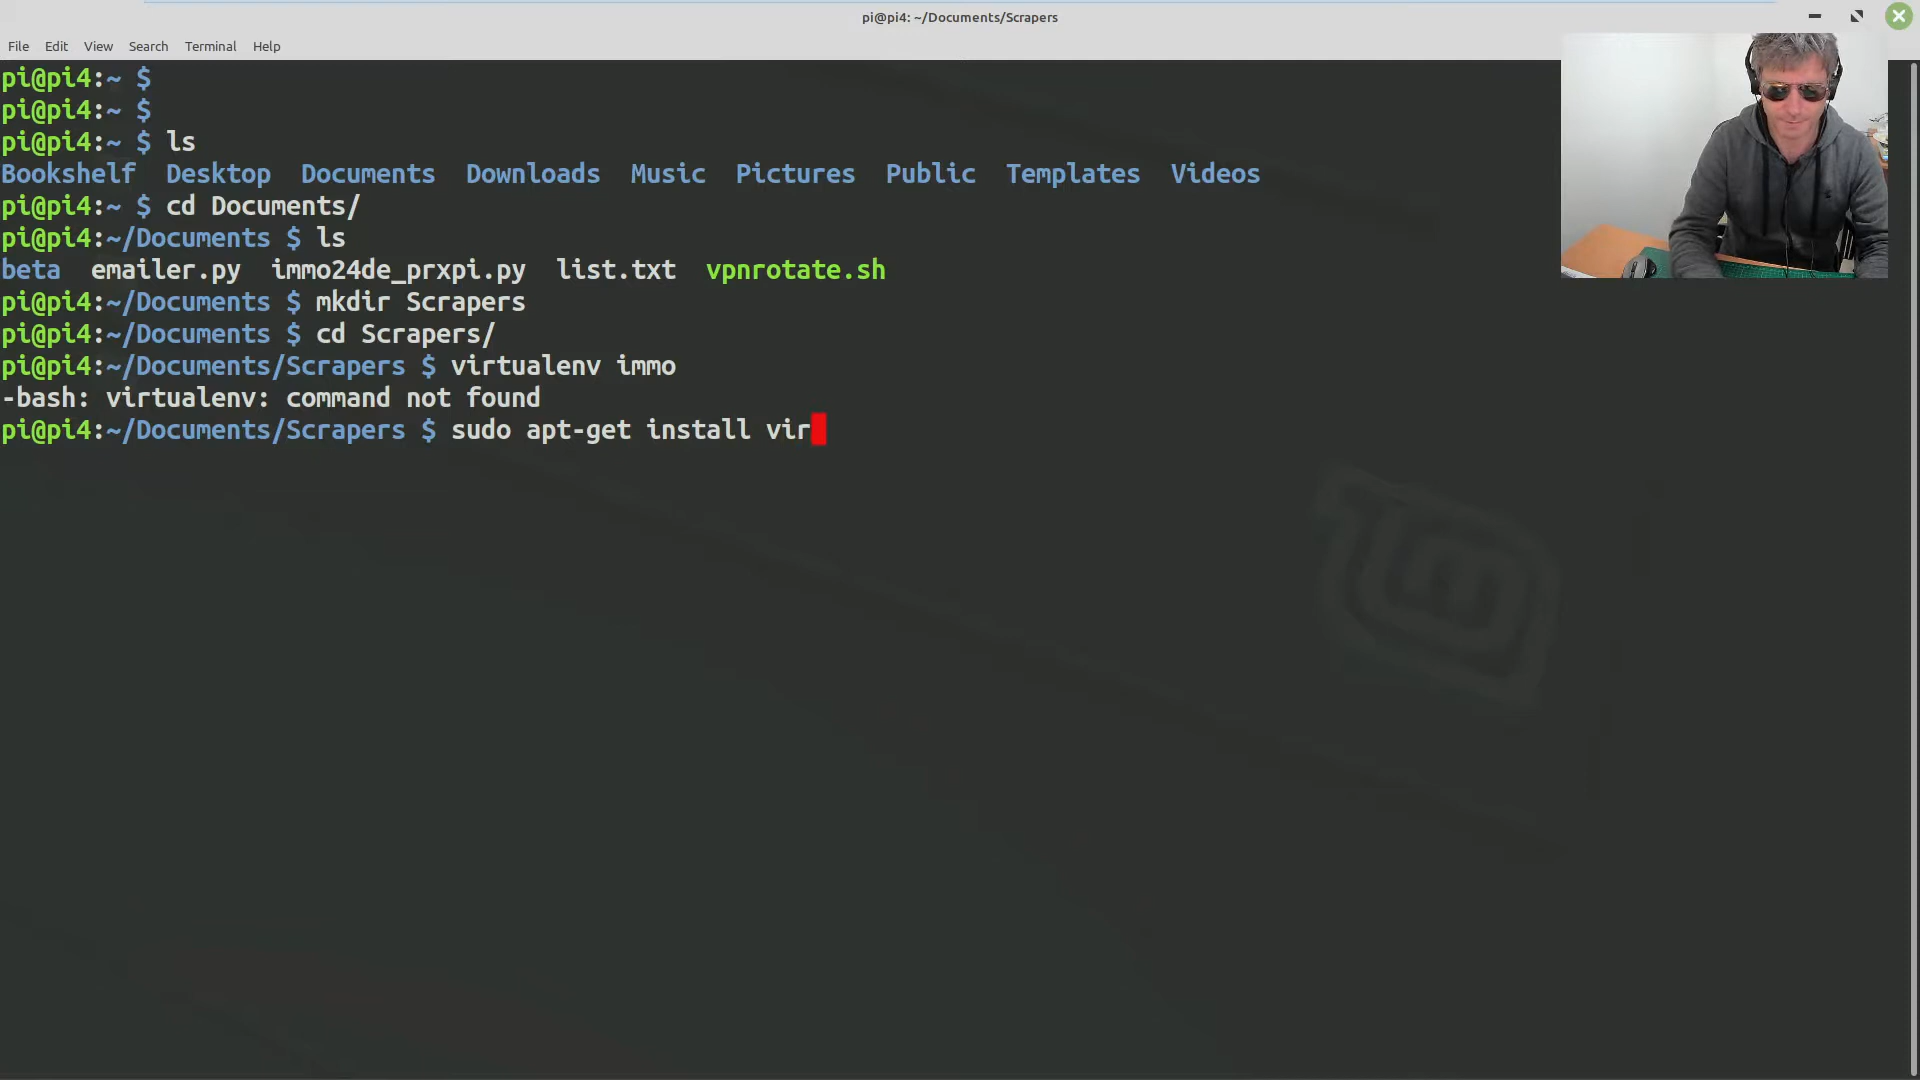 pi@pi4: ~/Documents/Scrapers
File Edit View Search Terminal Help
pi@pi4:~ $
pi@pi4:~ $
pi@pi4:~ $ ls
Bookshelf Desktop Documents Downloads Music Pictures Public Templates Videos
pi@pi4:~ $ cd Documents/
pi@pi4:~/Documents $ ls
beta emailer.py immo24de_prxpi.py list.txt vpnrotate.sh
pi@pi4:~/Documents $ mkdir Scrapers
pi@pi4:~/Documents $ cd Scrapers/
pi@pi4:~/Documents/Scrapers $ virtualenv immo
-bash: virtualenv: command not found
pi@pi4:~/Documents/Scrapers $ sudo apt-get install vir